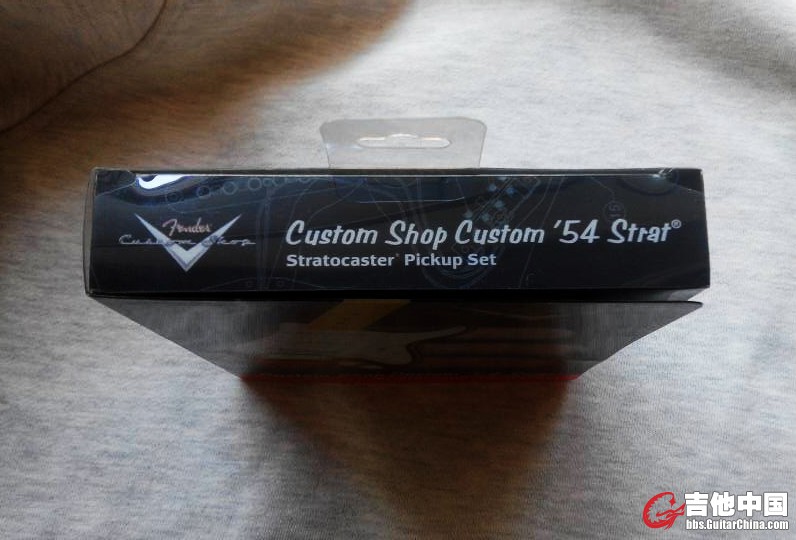 Fender
Custom Shop
Custom Shop Custom '54 Strat®
Stratocaster® Pickup Set
吉他中国
bbs.GuitarChina.com